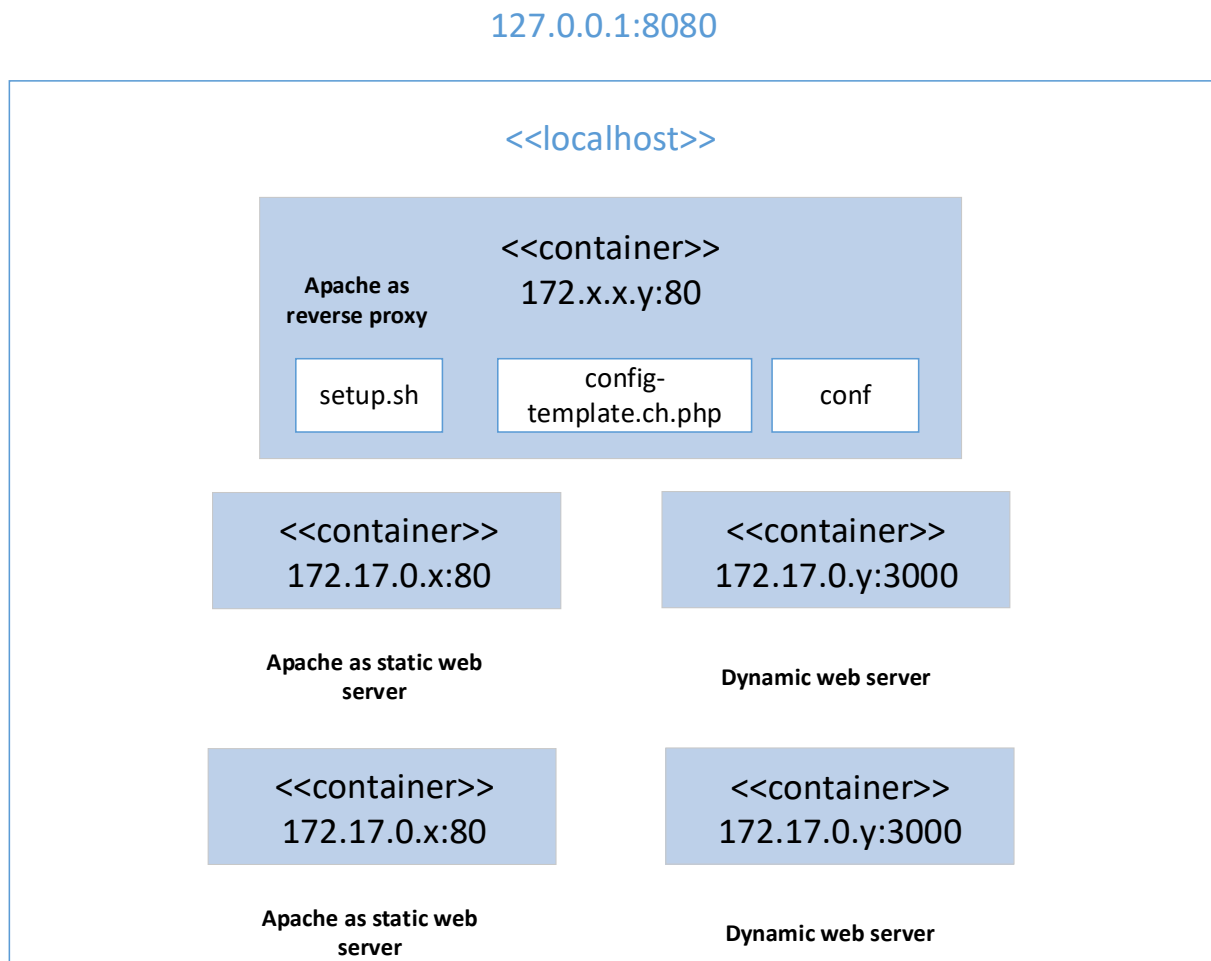 127.0.0.1:8080
<<localhost>>
<<container>>
172.x.x.y:80
Apache as
reverse proxy
setup.sh
config-
template.ch.php
conf
<<container>>
172.17.0.x:80
<<container>>
172.17.0.y:3000
Apache as static web
server
Dynamic web server
<<container>>
172.17.0.x:80
<<container>>
172.17.0.y:3000
Apache as static web
server
Dynamic web server